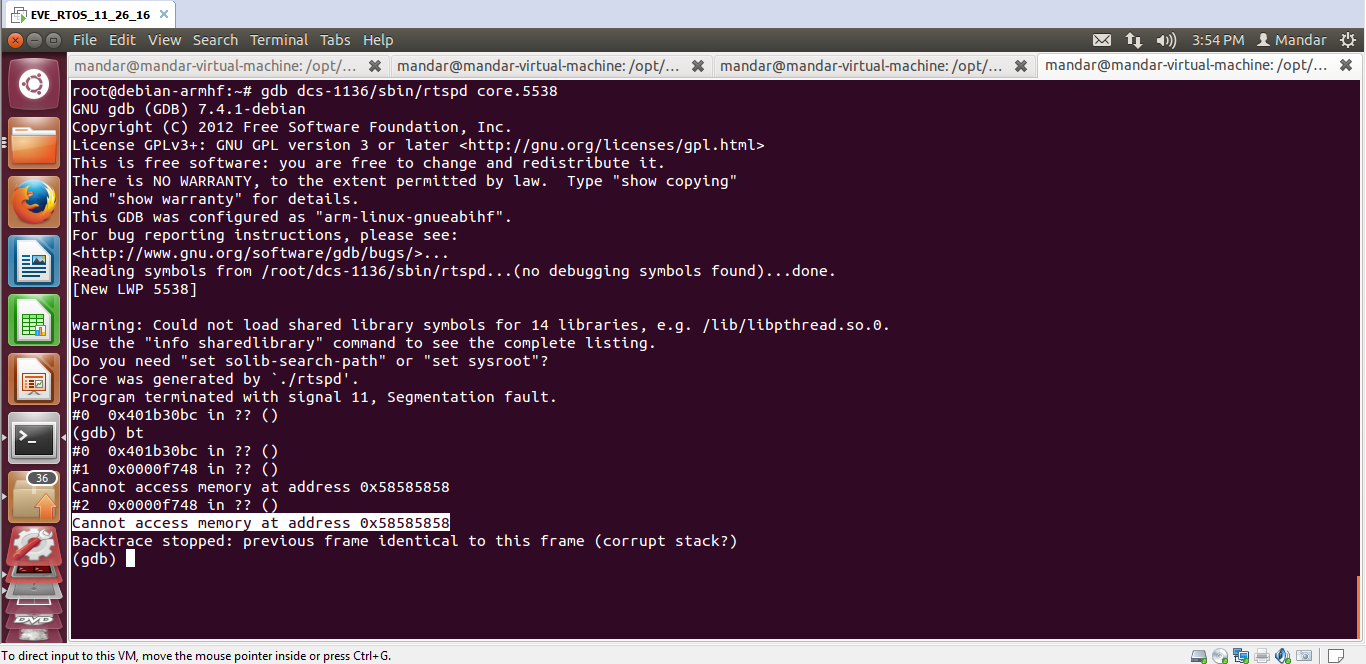 EVE_RTOS_11_26_16
File Edit View Search Terminal Tabs Help
3:54 PM Mandar
mandar@mandar-virtual-machine: /opt/... mandar@mandar-virtual-machine: /opt/... mandar@mandar-virtual-machine: /opt/... mandar@mandar-virtual-machine: /opt/...
root@debian-armhf:~# gdb dcs-1136/sbin/rtspd core.5538
GNU gdb (GDB) 7.4.1-debian
Copyright (C) 2012 Free Software Foundation, Inc.
License GPLv3+: GNU GPL version 3 or later <http://gnu.org/licenses/gpl.html>
This is free software: you are free to change and redistribute it.
There is NO WARRANTY, to the extent permitted by law.  Type "show copying"
and "show warranty" for details.
This GDB was configured as "arm-linux-gnueabihf".
For bug reporting instructions, please see:
<http://www.gnu.org/software/gdb/bugs/>...
Reading symbols from /root/dcs-1136/sbin/rtspd...(no debugging symbols found)...done.
[New LWP 5538]
warning: Could not load shared library symbols for 14 libraries, e.g. /lib/libpthread.so.0.
Use the "info sharedlibrary" command to see the complete listing.
Do you need "set solib-search-path" or "set sysroot"?
Core was generated by `./rtspd'.
Program terminated with signal 11, Segmentation fault.
#0  0x401b30bc in ?? ()
(gdb) bt
#0  0x401b30bc in ?? ()
#1  0x0000f748 in ?? ()
Cannot access memory at address 0x58585858
#2  0x0000f748 in ?? ()
Cannot access memory at address 0x58585858
Backtrace stopped: previous frame identical to this frame (corrupt stack?)
(gdb)
36
DVD
To direct input to this VM, move the mouse pointer inside or press Ctrl+G.